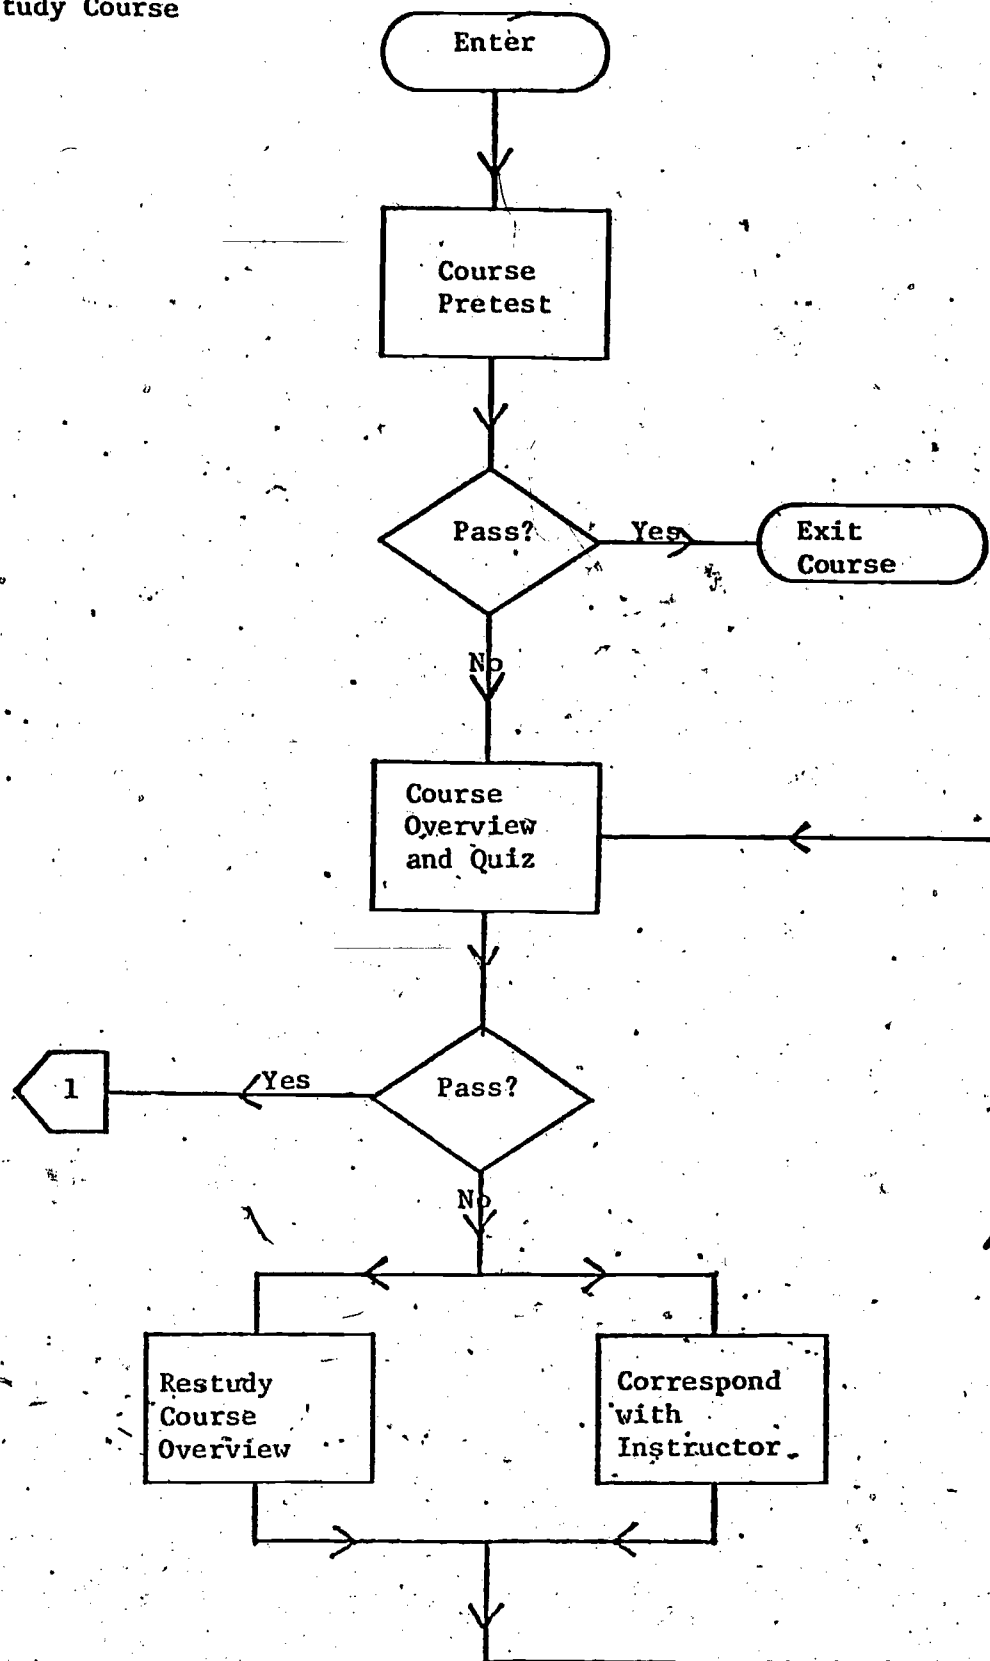 tudy Course
Enter
Course
Pretest
Pass?
Yes
Exit
Course
No
Course
Overview
and Quiz
1
Yes
Pass?
No
Restudy
Course
Overview
Correspond
with
Instructor